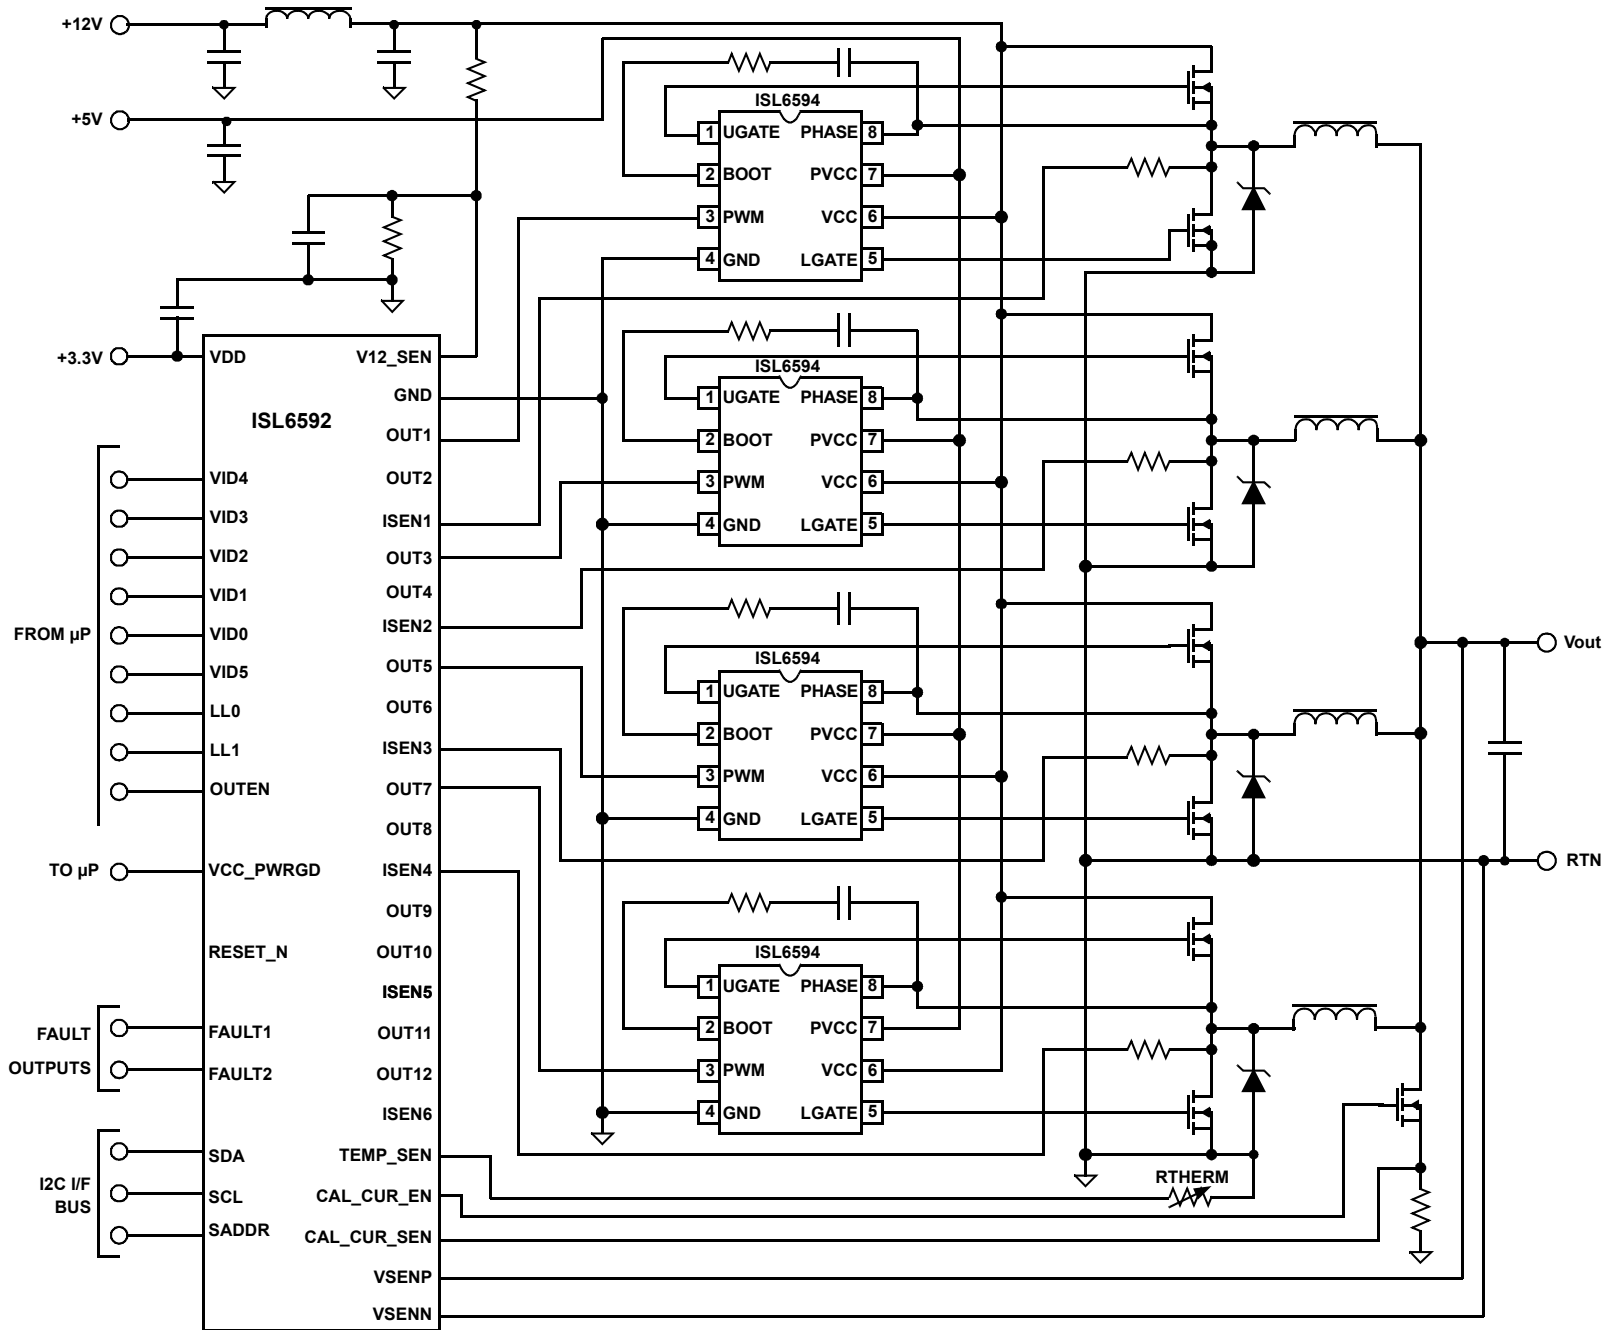 +12V
+5V
+3.3V
FROM µP
TO µP
FAULT
OUTPUTS
I2C I/F
BUS
ISL6592
VDD
VID4
VID3
VID2
VID1
VID0
VID5
LL0
LL1
OUTEN
VCC_PWRGD
RESET_N
FAULT1
FAULT2
SDA
SCL
SADDR
V12_SEN
GND
OUT1
OUT2
ISEN1
OUT3
OUT4
ISEN2
OUT5
OUT6
ISEN3
OUT7
OUT8
ISEN4
OUT9
OUT10
ISEN5
OUT11
OUT12
ISEN6
TEMP_SEN
CAL_CUR_EN
CAL_CUR_SEN
VSENP
VSENN
ISL6594
1 UGATE PHASE 8
2 BOOT PVCC 7
3 PWM VCC 6
4 GND LGATE 5
ISL6594
1 UGATE PHASE 8
2 BOOT PVCC 7
3 PWM VCC 6
4 GND LGATE 5
ISL6594
1 UGATE PHASE 8
2 BOOT PVCC 7
3 PWM VCC 6
4 GND LGATE 5
ISL6594
1 UGATE PHASE 8
2 BOOT PVCC 7
3 PWM VCC 6
4 GND LGATE 5
RTHERM
Vout
RTN